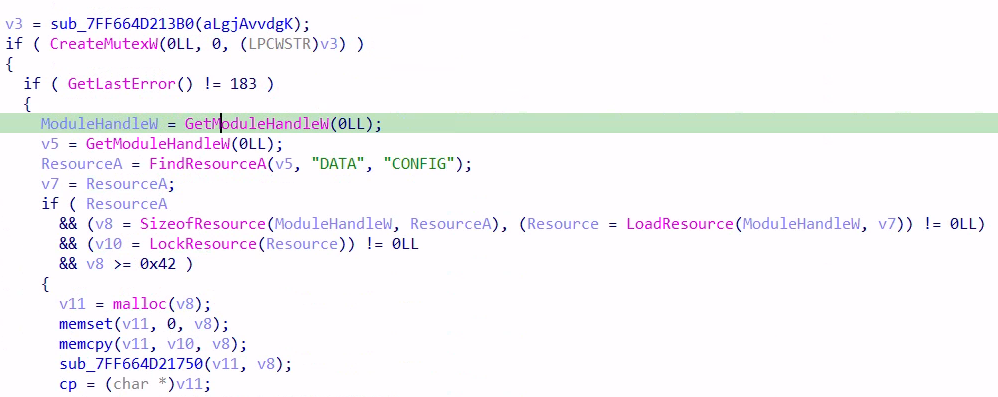 v3 = sub_7FF664D213B0(aLgjAvvdgK);
if ( CreateMutexW(0LL, 0, (LPCWSTR)v3) )
{
if ( GetLastError() != 183 )
{
ModuleHandleW = GetModuleHandleW(0LL);
v5 = GetModuleHandleW(0LL);
ResourceA = FindResourceA(v5, "DATA", "CONFIG");
v7 = ResourceA;
if ( ResourceA
&& (v8 = SizeofResource(ModuleHandleW, ResourceA), (Resource = LoadResource(ModuleHandleW, v7)) != 0LL)
&& (v10 = LockResource(Resource)) != 0LL
&& v8 >= 0x42 )
{
v11 = malloc(v8);
memset(v11, 0, v8);
memcpy(v11, v10, v8);
sub_7FF664D21750(v11, v8);
cp = (char *)v11;